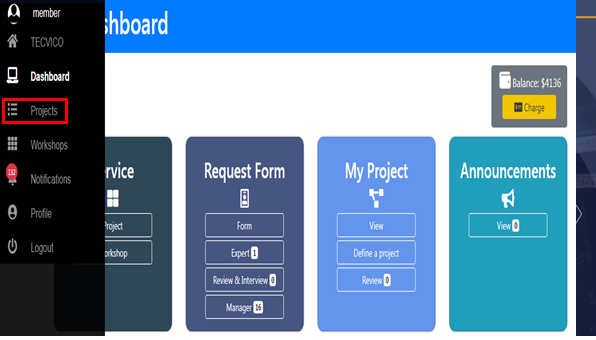 member
TECVICO
Dashboard
Projects
Workshops
132
Notifications
Profile
Logout
shboard
Balance: $4136
Charge
rvice
Project
orkshop
Request Form
Form
Expert 1
Review & Interview 0
Manager 16
My Project
View
Define a project
Review 0
Announcements
View 0